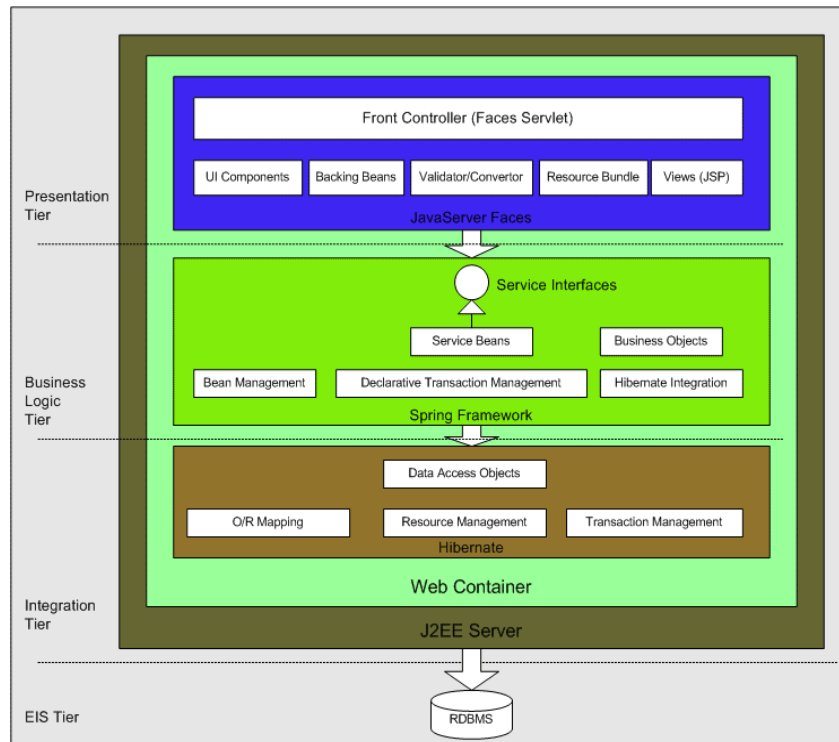 Front Controller (Faces Servlet)
UI Components
Backing Beans
Validator/Convertor
Resource Bundle
Views (JSP)
Presentation
Tier
JavaServer Faces
Service Interfaces
Service Beans
Business Objects
Bean Management
Declarative Transaction Management
Hibernate Integration
Business
Logic
Tier
Spring Framework
Data Access Objects
O/R Mapping
Resource Management
Transaction Management
Hibernate
Web Container
Integration
Tier
J2EE Server
EIS Tier
RDBMS